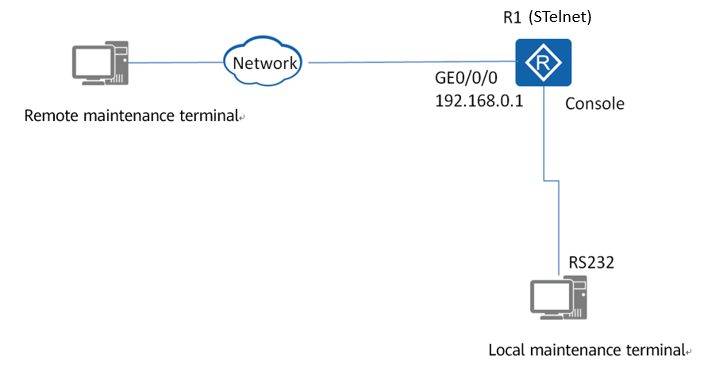 R1 (STelnet)
Network
R
GE0/0/0
192.168.0.1
Console
Remote maintenance terminal↵
RS232
Local maintenance terminal↵